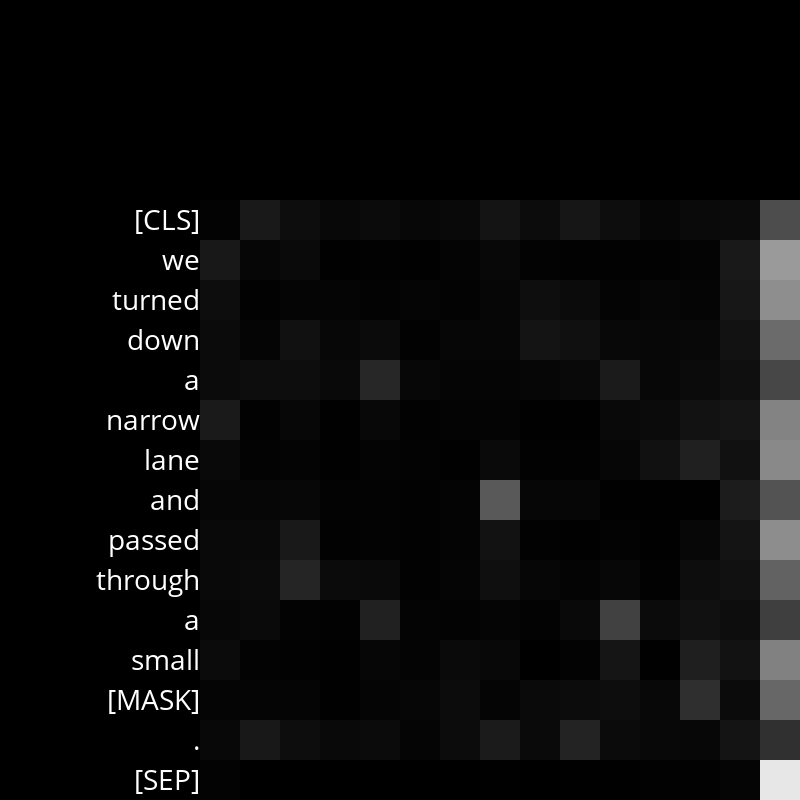 [CLS]
we
turned
down
a
narrow
lane
and
passed
through
a
small
[MASK]
.
[SEP]